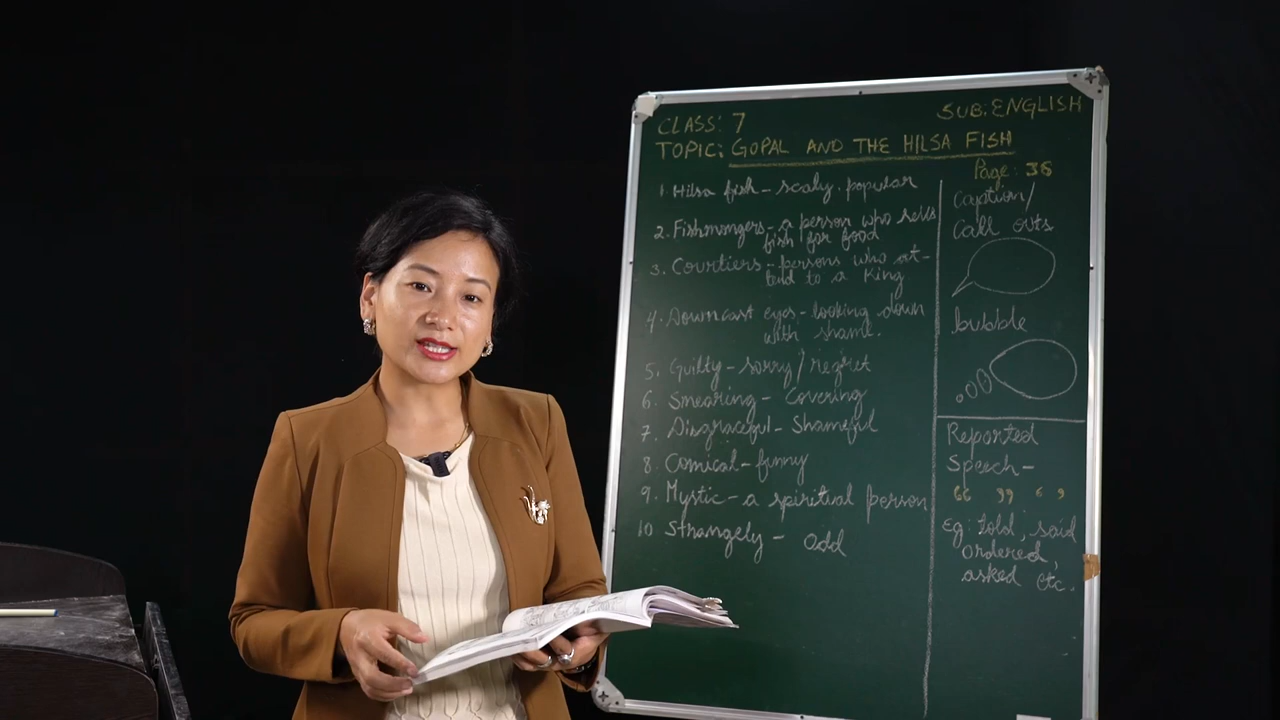 CLASS: 7
SUB: ENGLISH
TOPIC: GOPAL AND THE HILSA FISH
Page: 36
1. Hilsa fish - scaly. popular
2. Fishmongers - a person who sells
fish for food
3. Courtiers - persons who at-
tend to a King
4. Downcast eyes - looking down
with shame.
5. Guilty - sorry / regret
6. Smearing - Covering
7. Disgraceful - Shameful
8. Comical - funny
9. Mystic - a spiritual person
10 Strangely - odd
Caption/
Call outs
bubble
Reported
Speech -
“ ” ‘ ’
eg: told, said
ordered,
asked etc.